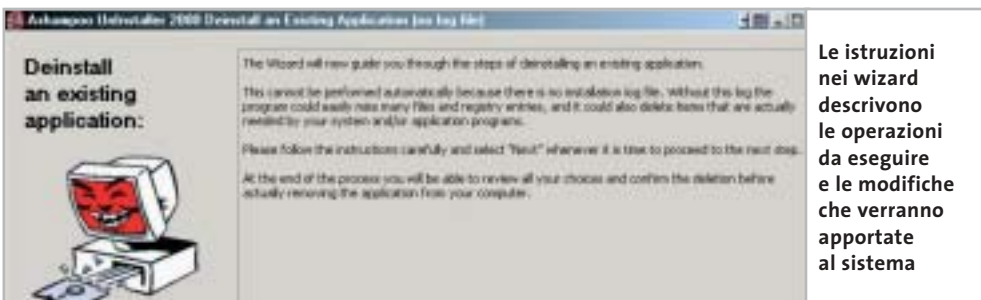 Ashampoo UnInstaller 2000 Deinstall an Existing Application (no log file)
Deinstall
an existing
application:
The Wizard will now guide you through the steps of deinstalling an existing application.
This cannot be performed automatically because there is no installation log file. Without this log the
program could easily miss many files and registry entries, and it could also delete items that are actually
needed by your system and/or application programs.
Please follow the instructions carefully and select "Next" whenever it is time to proceed to the next step.
At the end of the process you will be able to review all your choices and confirm the deletion before
actually removing the application from your computer.
Le istruzioni
nei wizard
descrivono
le operazioni
da eseguire
e le modifiche
che verranno
apportate
al sistema